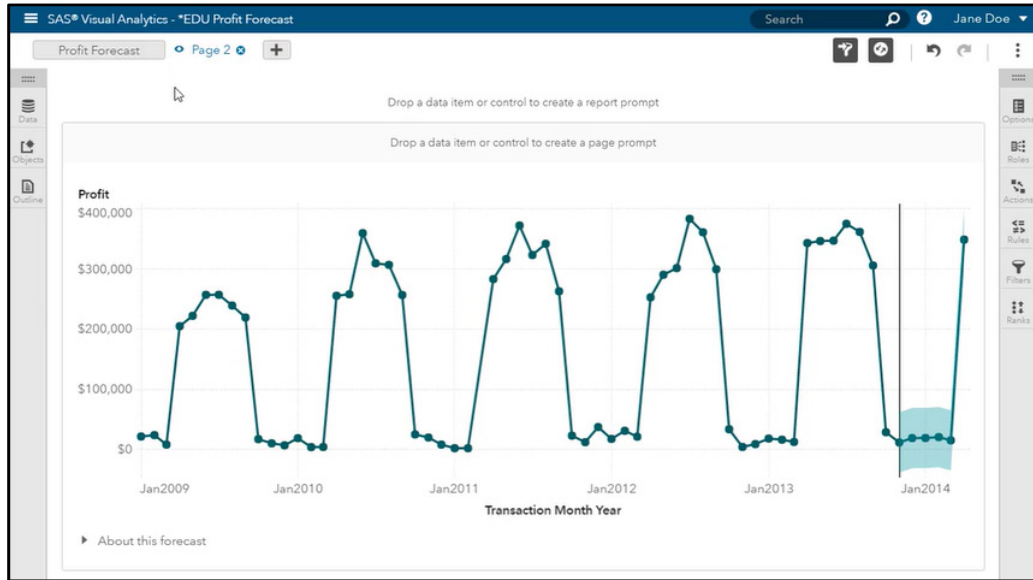 SAS® Visual Analytics - *EDU Profit Forecast
Search
?
Jane Doe
Profit Forecast
Page 2
Drop a data item or control to create a report prompt
Drop a data item or control to create a page prompt
Data
Objects
Outline
Options
Roles
Actions
Rules
Filters
Ranks
Profit
$400,000
$300,000
$200,000
$100,000
$0
Jan2009 Jan2010 Jan2011 Jan2012 Jan2013 Jan2014
Transaction Month Year
About this forecast